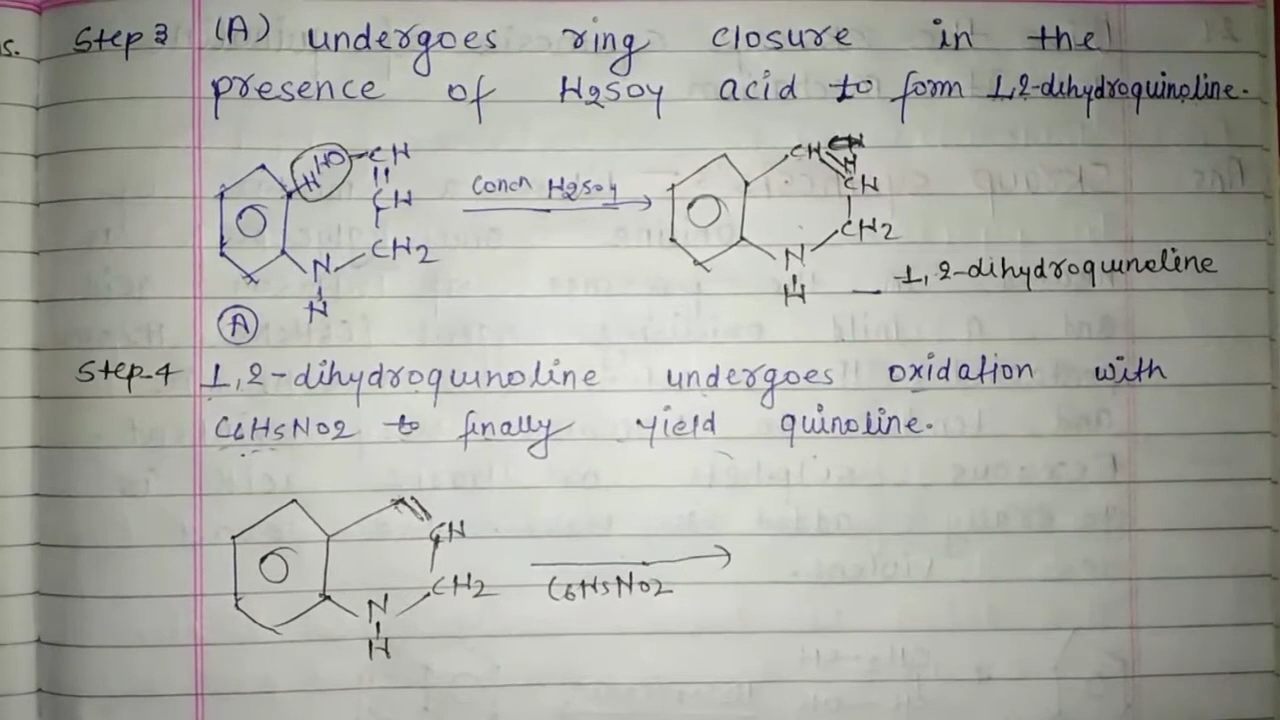 s.
Step 3 (A) undergoes ring closure in the
presence of H2SO4 acid to form 1,2-dihydroquinoline.
H HO-CH
CH
CH2
N
H
A
Concn H2SO4
CH
CH
CH2
N
H
1,2-dihydroquinoline
Step-4 1,2-dihydroquinoline undergoes oxidation with
C6H5NO2 to finally yield quinoline.
CH
CH2
N
H
C6H5NO2